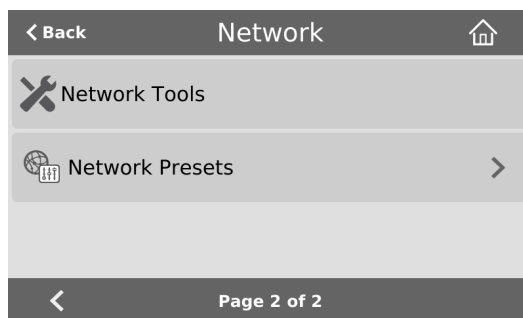 Back Network
Network Tools
Network Presets
Page 2 of 2